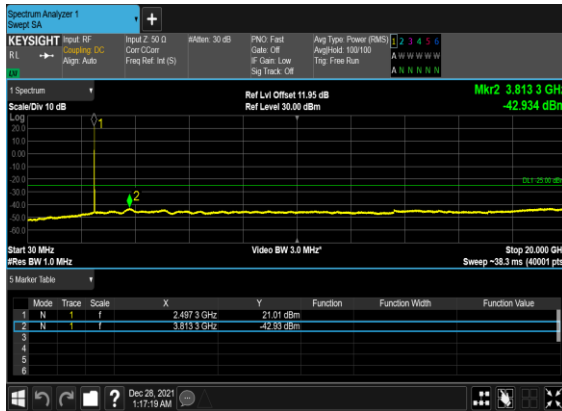 Spectrum Analyzer 1
Swept SA
+
KEYSIGHT Input: RF Input Z: 50 Ω #Atten: 30 dB PNO: Fast Avg Type: Power (RMS) 1 2 3 4 5 6
RL Coupling: DC Corr CCorr Gate: Off Avg|Hold: 100/100 A W W W W W
Align: Auto Freq Ref: Int (S) IF Gain: Low Trig: Free Run
Sig Track: Off A N N N N N
1 Spectrum Ref Lvl Offset 11.95 dB Mkr2 3.813 3 GHz
Scale/Div 10 dB Ref Level 30.00 dBm -42.934 dBm
Log
20.0
10.0
0.00
-10.0
-20.0
-30.0
-40.0
-50.0
-60.0
1
2
DL1 -25.00 dBm
Start 30 MHz Video BW 3.0 MHz* Stop 20.000 GHz
#Res BW 1.0 MHz Sweep ~38.3 ms (40001 pts)
5 Marker Table
Mode Trace Scale X Y Function Function Width Function Value
1 N 1 f 2.497 3 GHz 21.01 dBm
2 N 1 f 3.813 3 GHz -42.93 dBm
3
4
5
6
? Dec 28, 2021
1:17:19 AM